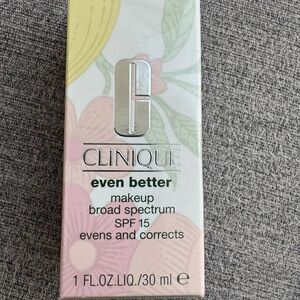 C
CLINIQUE
even better
makeup
broad spectrum
SPF 15
evens and corrects
1 FL.OZ.LIQ./30 ml ℮